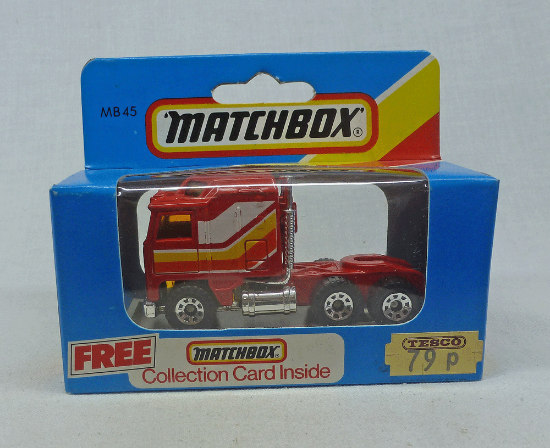 MB45
"MATCHBOX"®
FREE
"MATCHBOX"®
Collection Card Inside
TESCO
79p